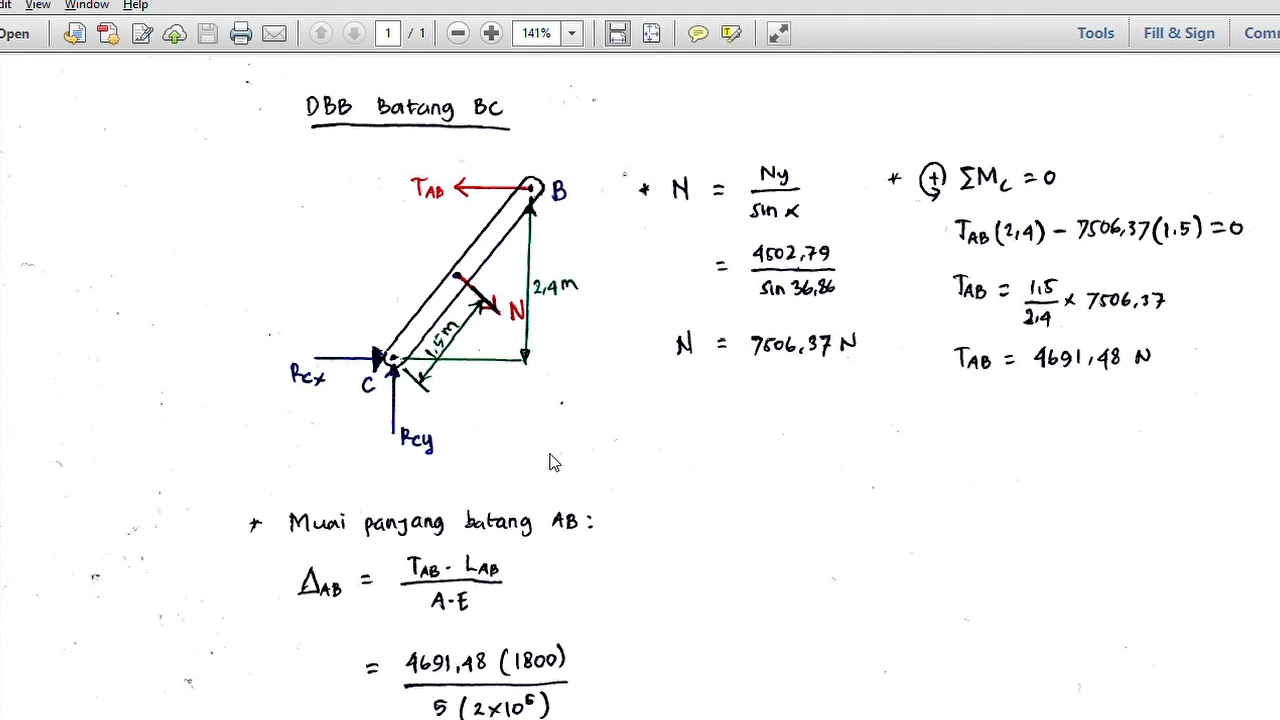 dit View Window Help
Open 1 / 1 141% Tools Fill & Sign Comm
DBB Batang BC
TAB
B
2,4 m
N
1.5 m
Rcx
C
Rcy
* N = Ny / sin α
= 4502,79 / sin 36,86
N = 7506,37 N
* + ΣMc = 0
TAB (2,4) - 7506,37 (1.5) = 0
TAB = 1,5 / 2,4 × 7506,37
TAB = 4691,48 N
* Muai panjang batang AB :
ΔAB = TAB · LAB / A·E
= 4691,48 (1800) / 5 (2×10⁶)